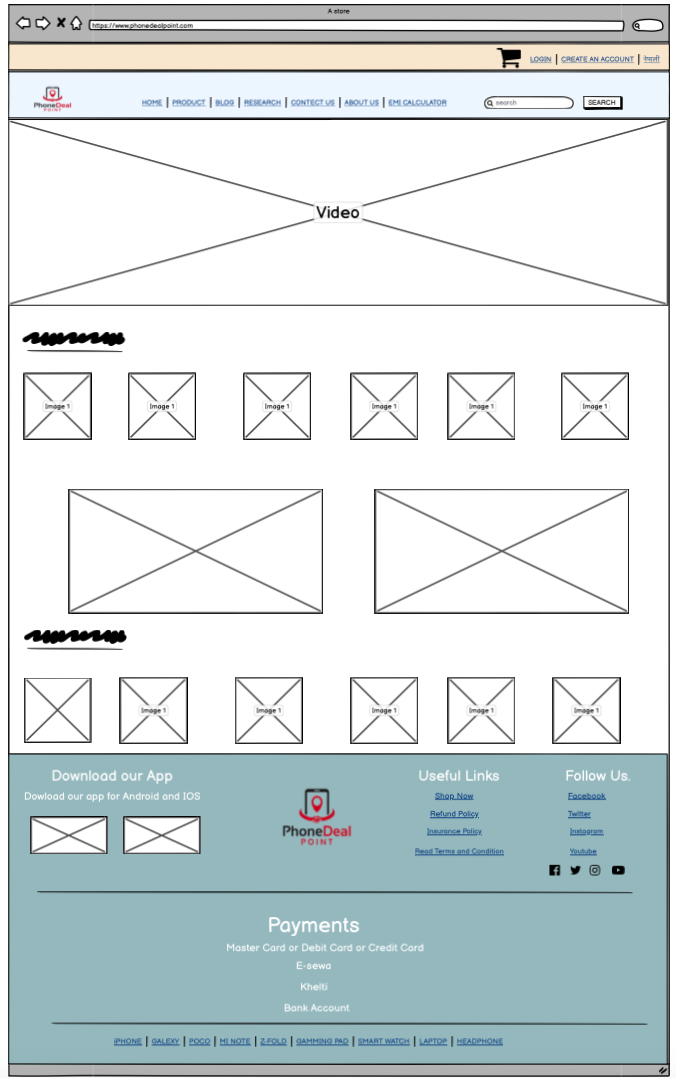 A store
https://www.phonedealpoint.com
LOGIN | CREATE AN ACCOUNT | नेपाली
PhoneDeal
POINT
HOME | PRODUCT | BLOG | RESEARCH | CONTECT US | ABOUT US | EMI CALCULATOR
search
SEARCH
Video
Image 1 Image 1 Image 1 Image 1 Image 1 Image 1
Image 1 Image 1 Image 1 Image 1 Image 1
Download our App
Dowload our app for Android and IOS
PhoneDeal
POINT
Useful Links
Shop Now
Refund Policy
Insurance Policy
Read Terms and Condition
Follow Us.
Facebook
Twitter
Instagram
Youtube
Payments
Master Card or Debit Card or Credit Card
E-sewa
Khelti
Bank Account
iPHONE | GALEXY | POCO | MI NOTE | Z-FOLD | GAMMING PAD | SMART WATCH | LAPTOP | HEADPHONE